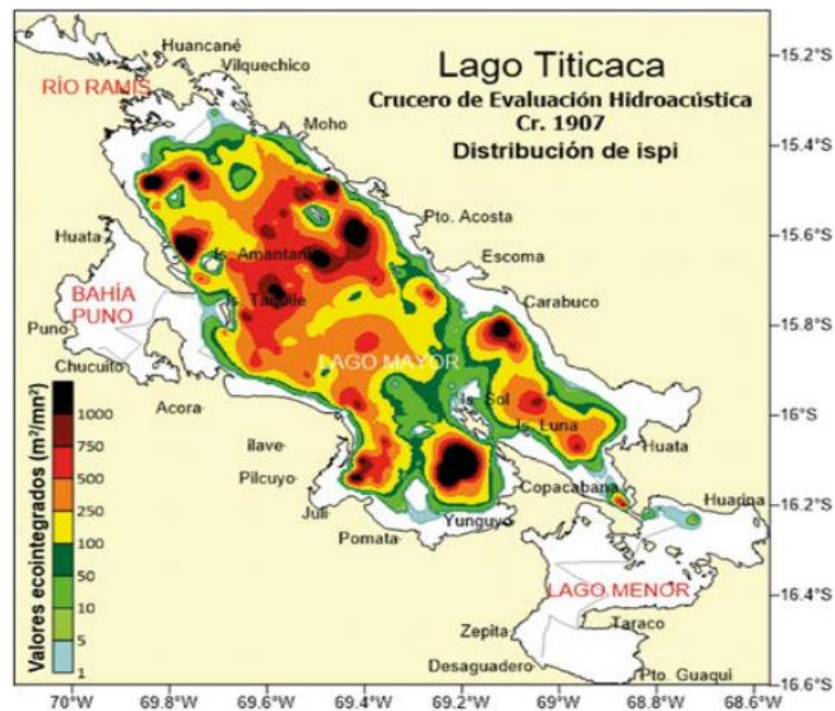 Lago Titicaca
Crucero de Evaluación Hidroacústica
Cr. 1907
Distribución de ispi
Huancané
Vilquechico
RÍO RAMIS
Moho
Pto. Acosta
Huata
Is. Amantani
Escoma
BAHÍA
PUNO
Is. Taquile
Carabuco
Puno
LAGO MAYOR
Chucuito
Acora
Is. Sol
Is. Luna
ilave
Huata
Pilcuyo
Copacabana
Huarina
Juli
Yunguyo
Pomata
LAGO MENOR
Zepita
Taraco
Desaguadero
Pto. Guaqui
Valores ecointegrados (m²/mn²)
1000
750
500
250
100
50
10
5
1
15.2°S
15.4°S
15.6°S
15.8°S
16°S
16.2°S
16.4°S
16.6°S
70°W 69.8°W 69.6°W 69.4°W 69.2°W 69°W 68.8°W 68.6°W